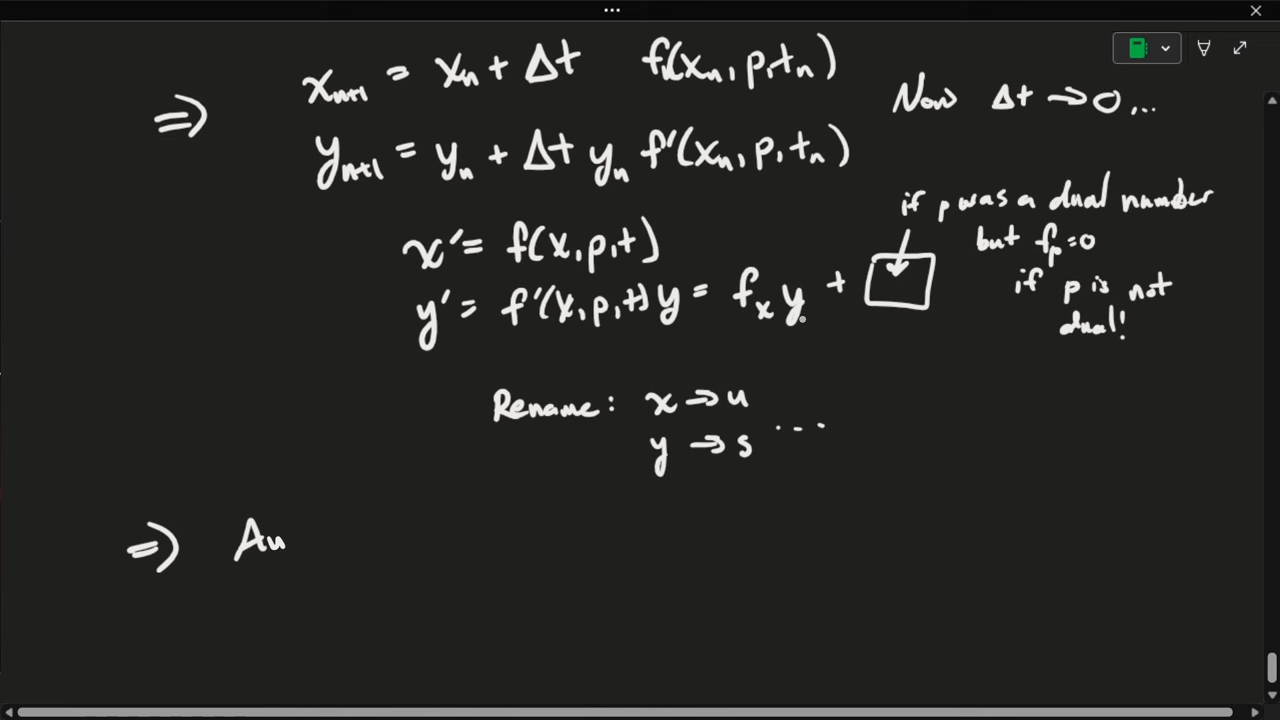 ⇒ x_{n+1} = x_n + Δt f(x_n, p, t_n)
Now Δt → 0, ...
y_{n+1} = y_n + Δt y_n f'(x_n, p, t_n)
if p was a dual number
but f_p = 0
if p is not
dual!
x' = f(x, p, t)
y' = f'(x, p, t) y = f_x y + □
Rename: x → u
y → s ...
⇒ Au